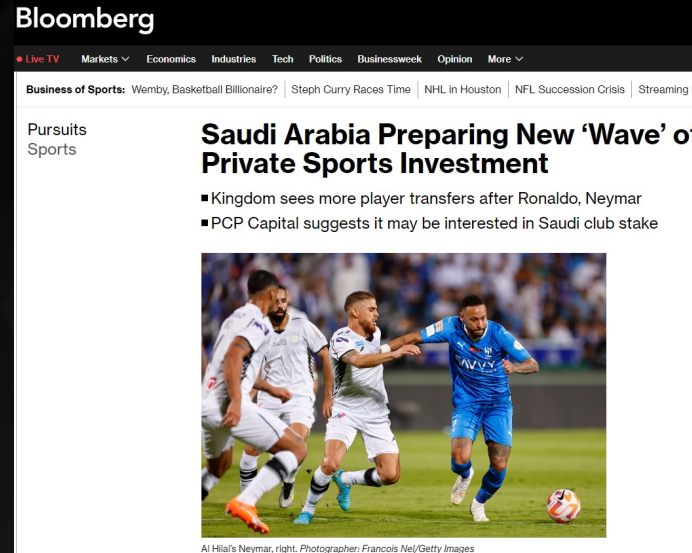 Bloomberg
Live TV Markets Economics Industries Tech Politics Businessweek Opinion More
Business of Sports: Wemby, Basketball Billionaire? Steph Curry Races Time NHL in Houston NFL Succession Crisis Streaming
Pursuits
Sports
Saudi Arabia Preparing New ‘Wave’ of
Private Sports Investment
Kingdom sees more player transfers after Ronaldo, Neymar
PCP Capital suggests it may be interested in Saudi club stake
SAVVY
Al Hilal's Neymar, right. Photographer: Francois Nel/Getty Images